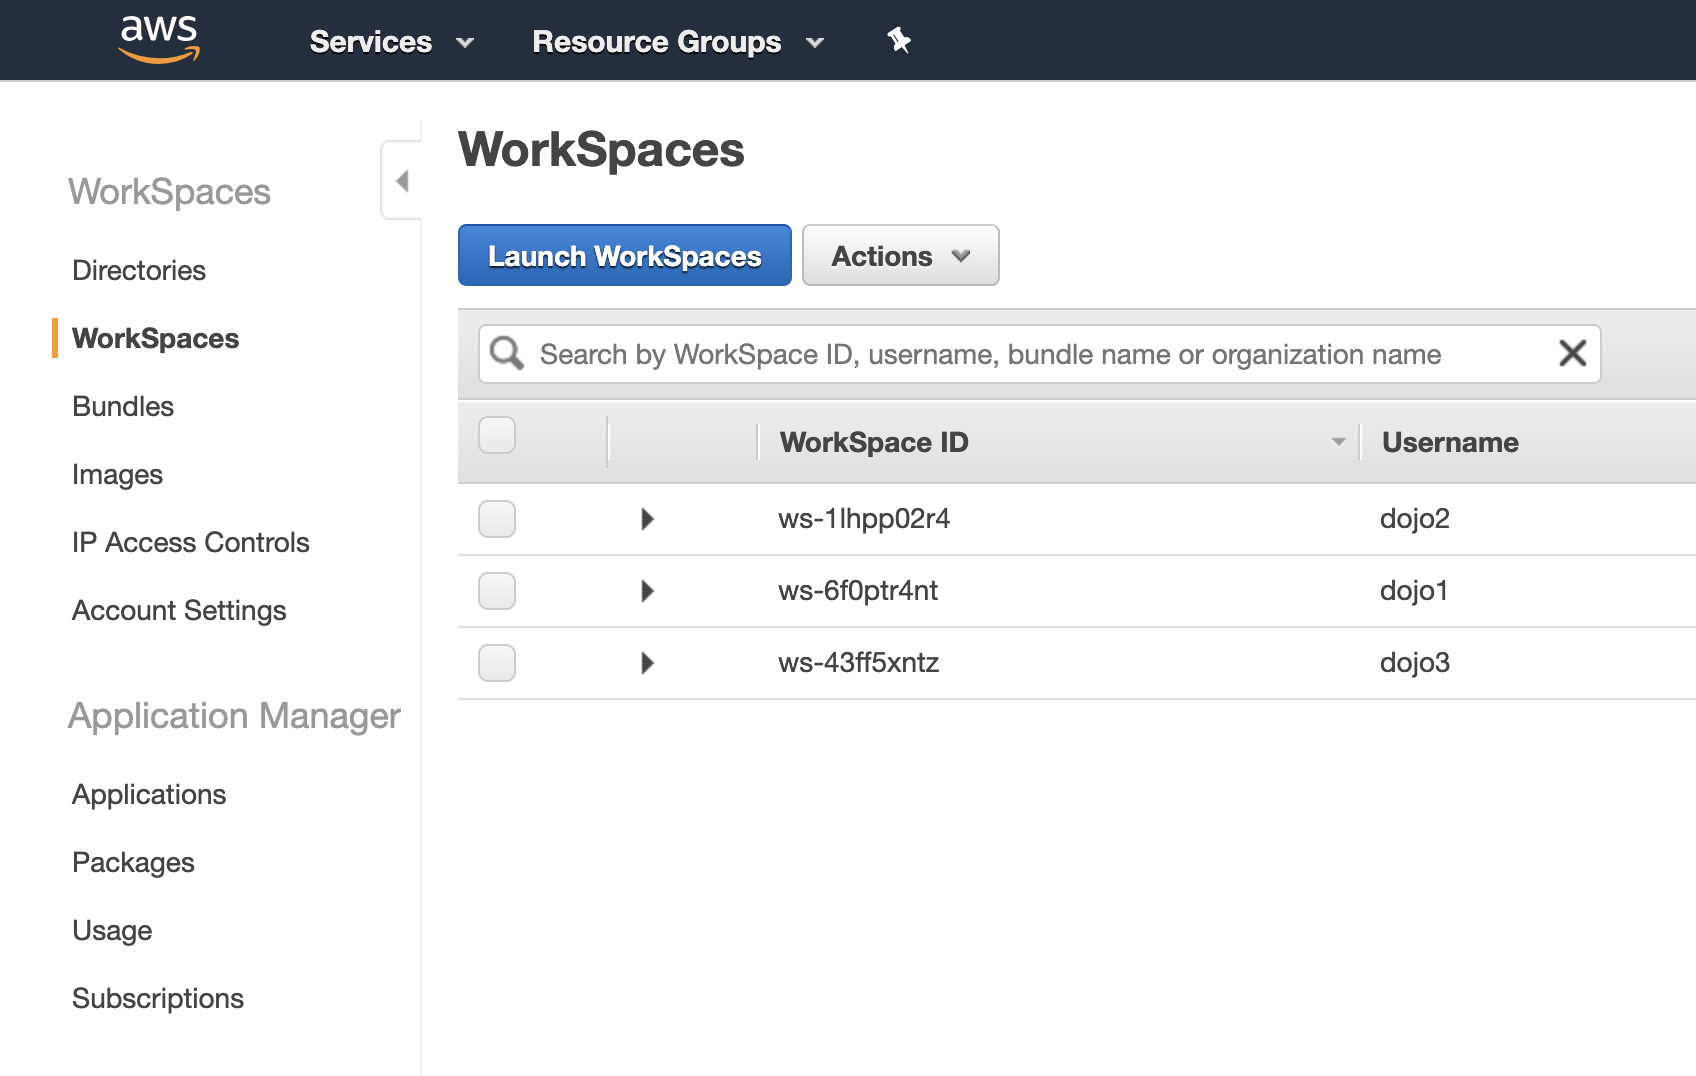 aws Services Resource Groups
WorkSpaces
Directories
WorkSpaces
Bundles
Images
IP Access Controls
Account Settings
Application Manager
Applications
Packages
Usage
Subscriptions
WorkSpaces
Launch WorkSpaces Actions
Search by WorkSpace ID, username, bundle name or organization name
WorkSpace ID Username
ws-1lhpp02r4 dojo2
ws-6f0ptr4nt dojo1
ws-43ff5xntz dojo3